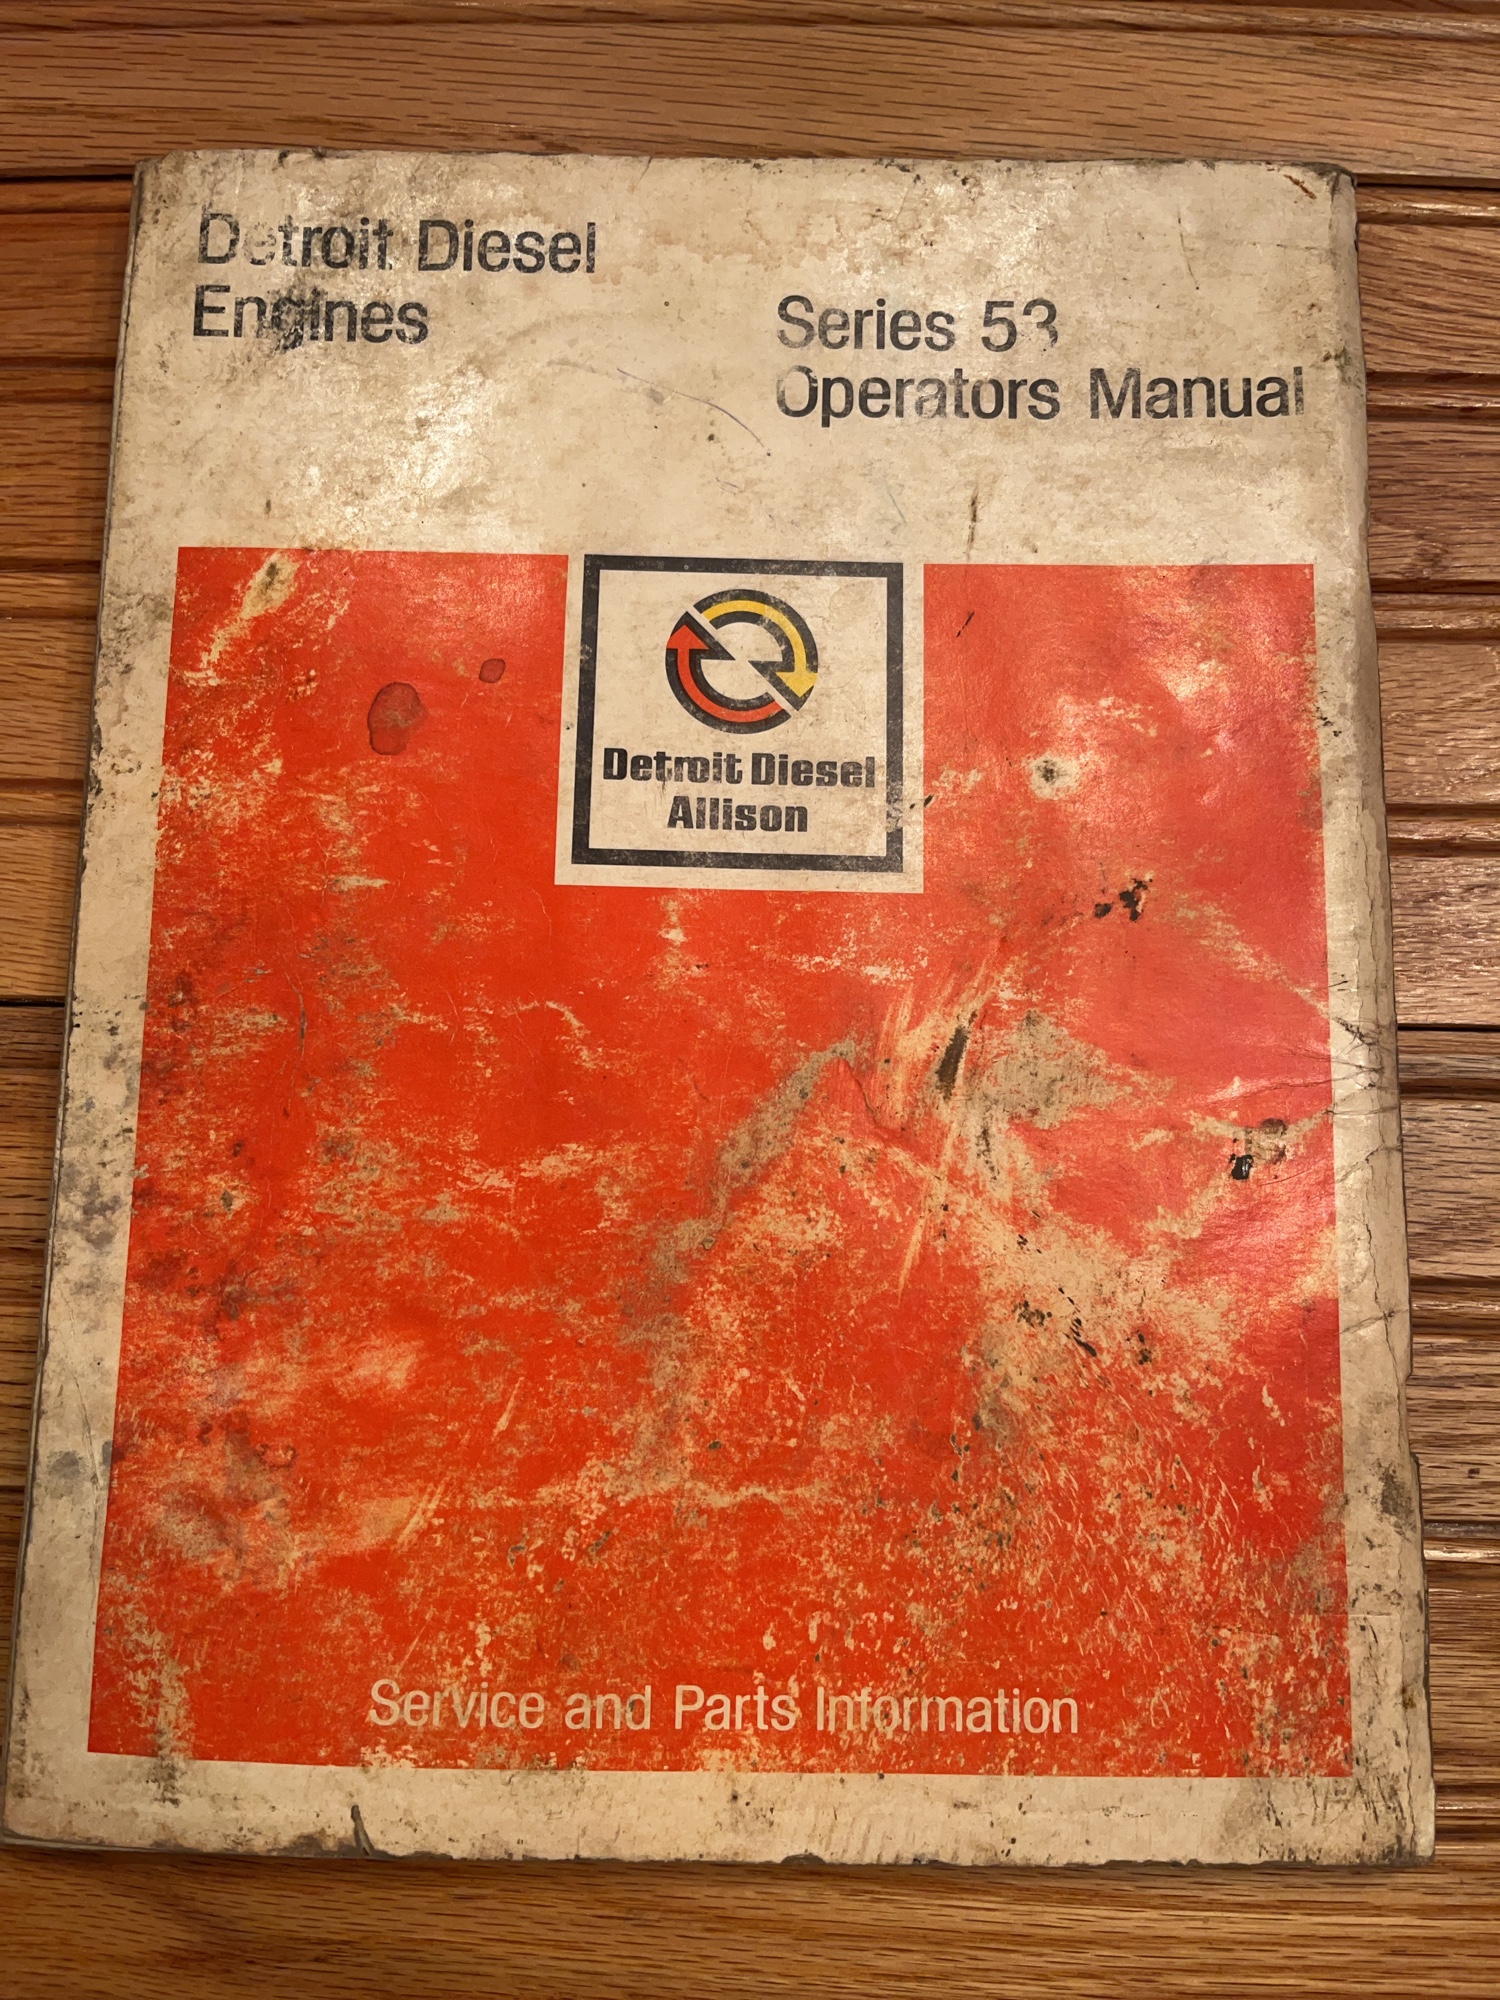 Detroit Diesel
Engines
Series 53
Operators Manual
Detroit Diesel
Allison
Service and Parts Information